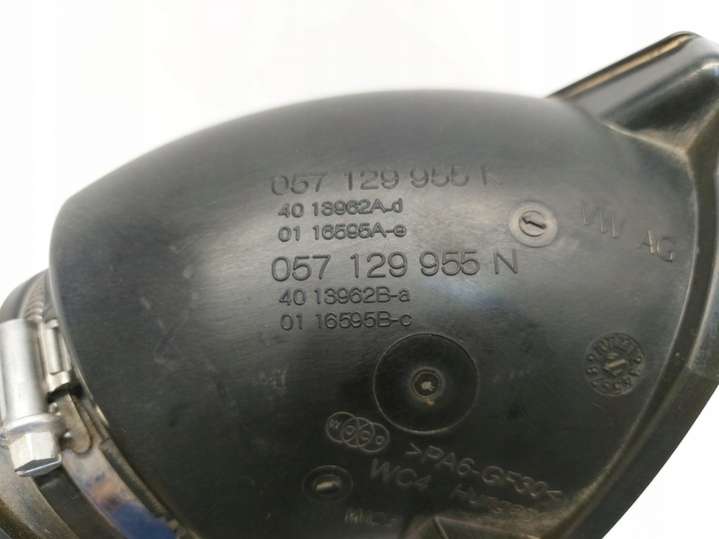 057 129 955
40 13962A-d
01 16595A-e
VW AG
057 129 955 N
40 13962B-a
01 16595B-c
>PA6-GF30<
WC4